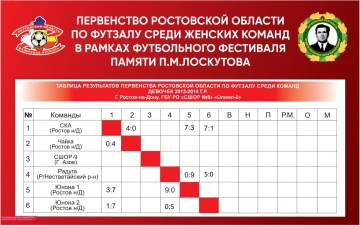 ПЕРВЕНСТВО РОСТОВСКОЙ ОБЛАСТИ
ПО ФУТЗАЛУ СРЕДИ ЖЕНСКИХ КОМАНД
В РАМКАХ ФУТБОЛЬНОГО ФЕСТИВАЛЯ
ПАМЯТИ П.М.ЛОСКУТОВА
ТАБЛИЦА РЕЗУЛЬТАТОВ ПЕРВЕНСТВА РОСТОВСКОЙ ОБЛАСТИ ПО ФУТЗАЛУ СРЕДИ КОМАНД
ДЕВОЧЕК 2013-2014 Г.Р.
Г. Ростов-на-Дону, ГБУ РО «СШОР №8» «Олимп-2»
№ Команды 1 2 3 4 5 6 О Р.М. О М
1 СКА (Ростов н/Д) 4:0 7:3 7:1
2 Чайка (Ростов н/Д) 0:4
3 СШОР-9 (Г. Азов)
4 Радуга (Р/Несветайский р-н) 0:9 5:0
5 Юнона 1 (Ростов н/Д) 3:7 9:0
6 Юнона 2 (Ростов н/Д) 1:7 0:5